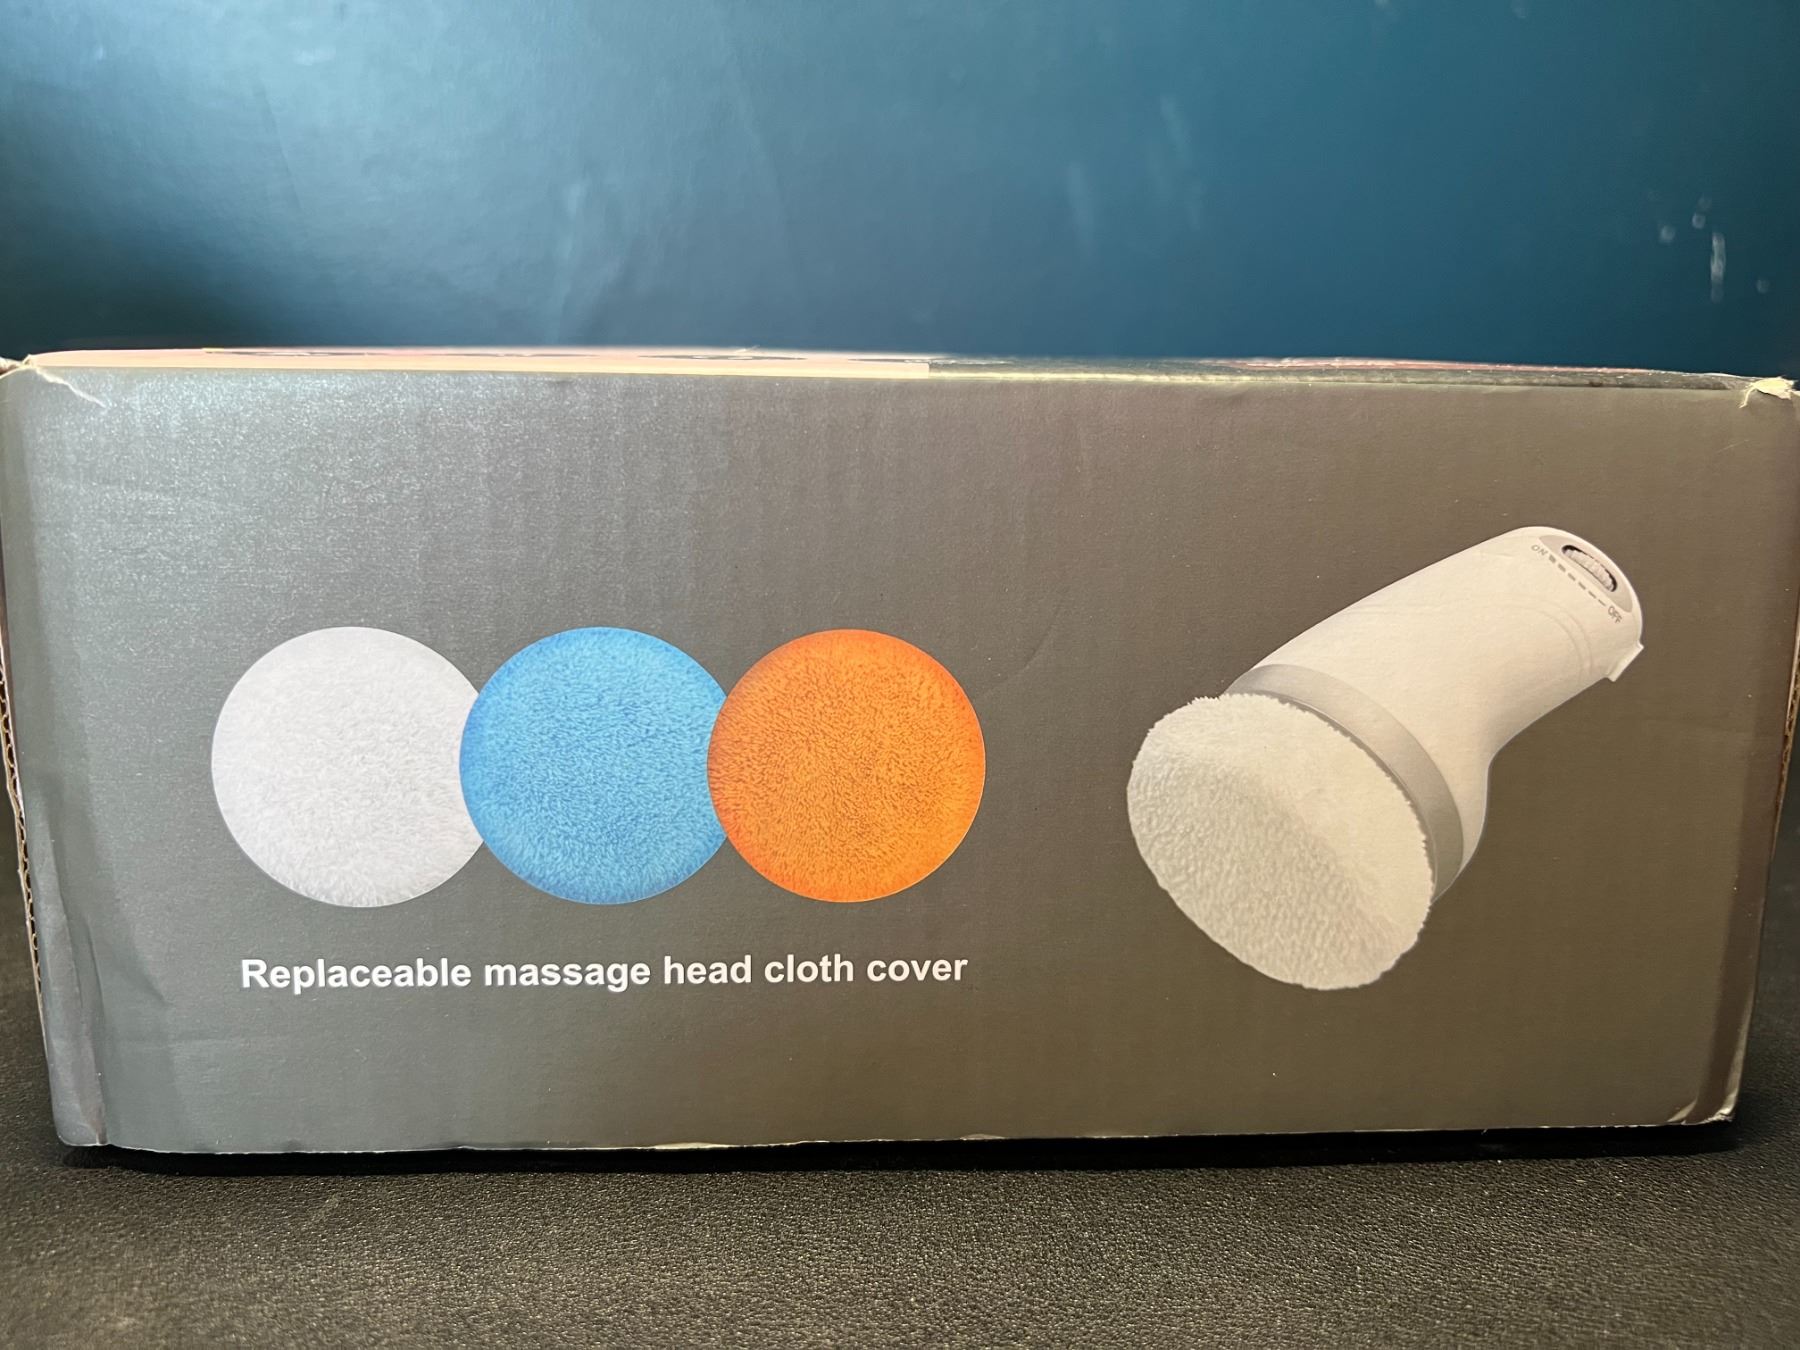 ON
OFF
Replaceable massage head cloth cover